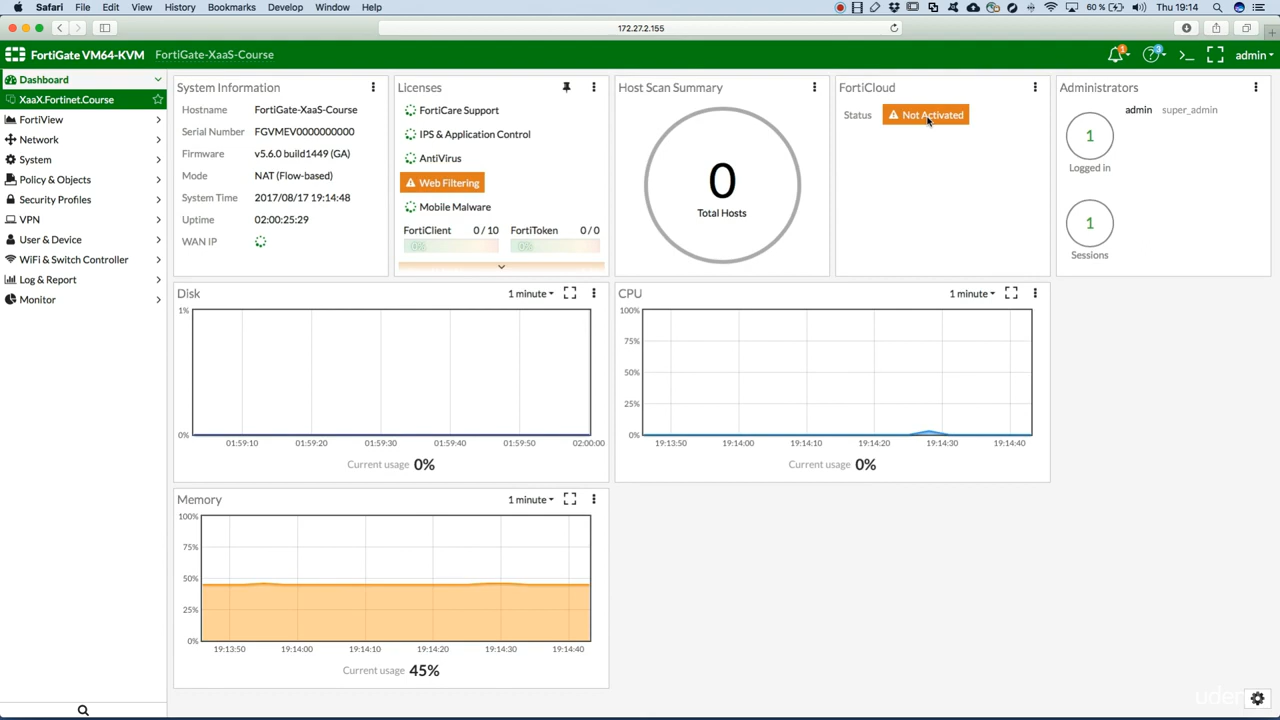 Safari File Edit View History Bookmarks Develop Window Help 60 % Thu 19:14
172.27.2.155
FortiGate VM64-KVM FortiGate-XaaS-Course 1 3 >_ admin
Dashboard
XaaX.Fortinet.Course
FortiView
Network
System
Policy & Objects
Security Profiles
VPN
User & Device
WiFi & Switch Controller
Log & Report
Monitor
System Information
Hostname FortiGate-XaaS-Course
Serial Number FGVMEV0000000000
Firmware v5.6.0 build1449 (GA)
Mode NAT (Flow-based)
System Time 2017/08/17 19:14:48
Uptime 02:00:25:29
WAN IP
Licenses
FortiCare Support
IPS & Application Control
AntiVirus
Web Filtering
Mobile Malware
FortiClient 0 / 10 FortiToken 0 / 0
0% 0%
Host Scan Summary
0
Total Hosts
FortiCloud
Status Not Activated
Administrators
admin super_admin
1
Logged in
1
Sessions
Disk 1 minute
1%
0%
01:59:10 01:59:20 01:59:30 01:59:40 01:59:50 02:00:00
Current usage 0%
CPU 1 minute
100%
75%
50%
25%
0%
19:13:50 19:14:00 19:14:10 19:14:20 19:14:30 19:14:40
Current usage 0%
Memory 1 minute
100%
75%
50%
25%
0%
19:13:50 19:14:00 19:14:10 19:14:20 19:14:30 19:14:40
Current usage 45%